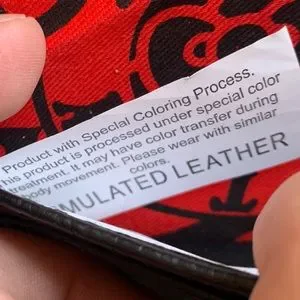 Product with Special Coloring Process.
this product is processed under special color
treatment. It may have color transfer during
body movement. Please wear with similar
colors.
MULATED LEATHER